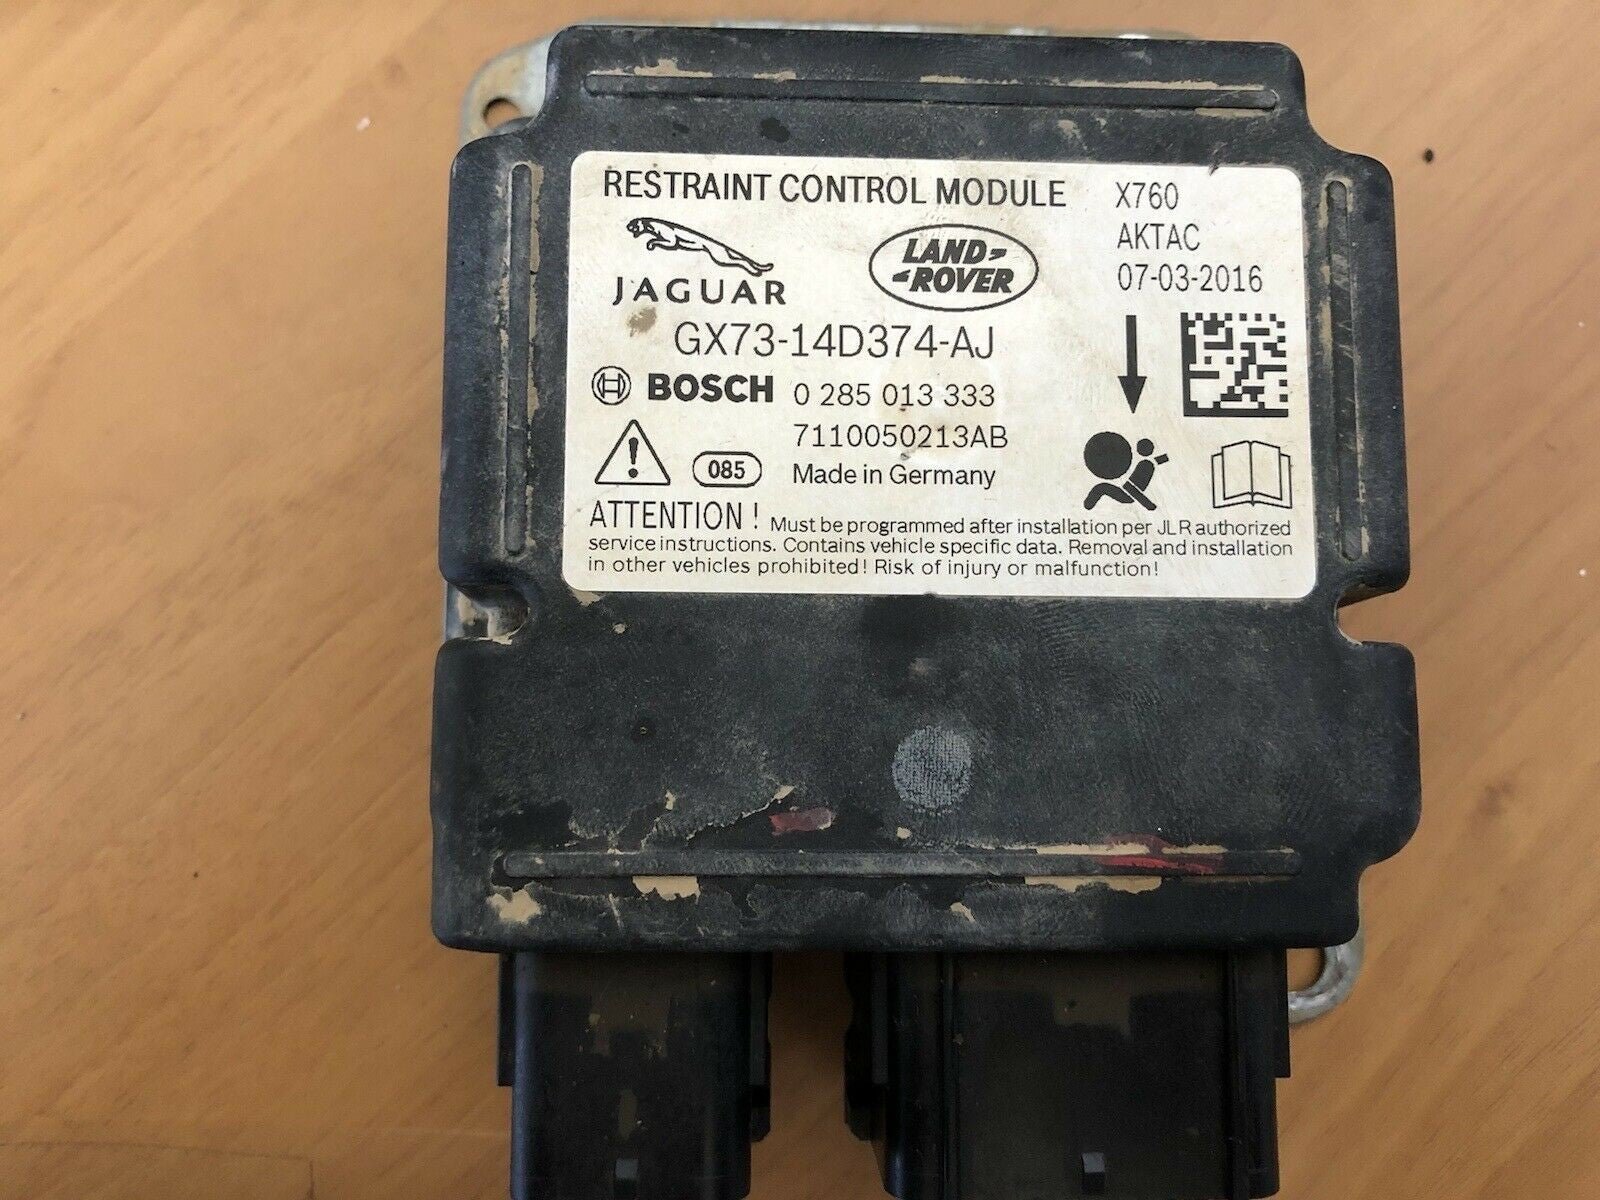 RESTRAINT CONTROL MODULE
X760
AKTAC
07-03-2016
JAGUAR
LAND-
-ROVER
GX73-14D374-AJ
BOSCH 0 285 013 333
7110050213AB
085 Made in Germany
ATTENTION ! Must be programmed after installation per JLR authorized
service instructions. Contains vehicle specific data. Removal and installation
in other vehicles prohibited! Risk of injury or malfunction!